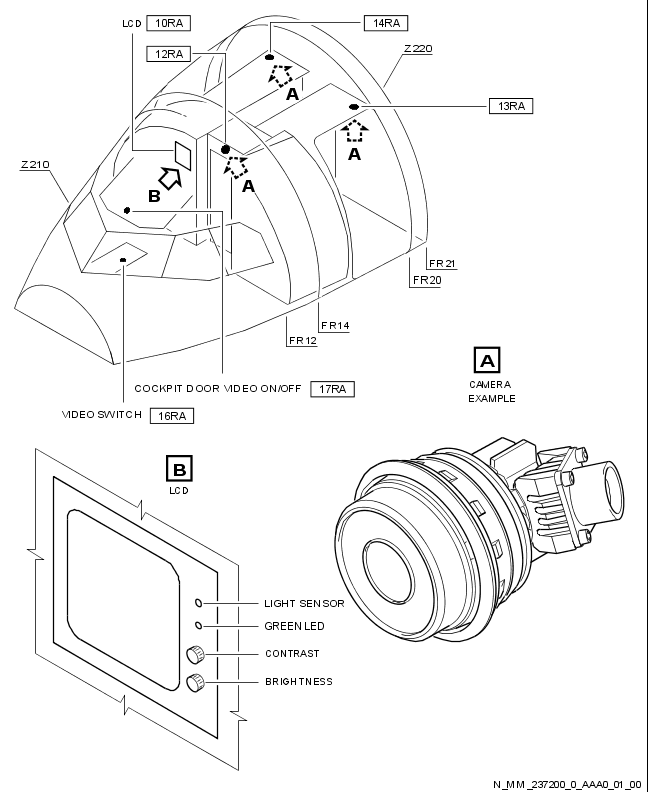 LCD 10RA
14RA
12RA
Z220
A
13RA
A
Z210
B
A
FR21
FR20
FR14
FR12
A
CAMERA
EXAMPLE
COCKPIT DOOR VIDEO ON/OFF 17RA
VIDEO SWITCH 16RA
B
LCD
LIGHT SENSOR
GREEN LED
CONTRAST
BRIGHTNESS
N_MM_237200_0_AAA0_01_00